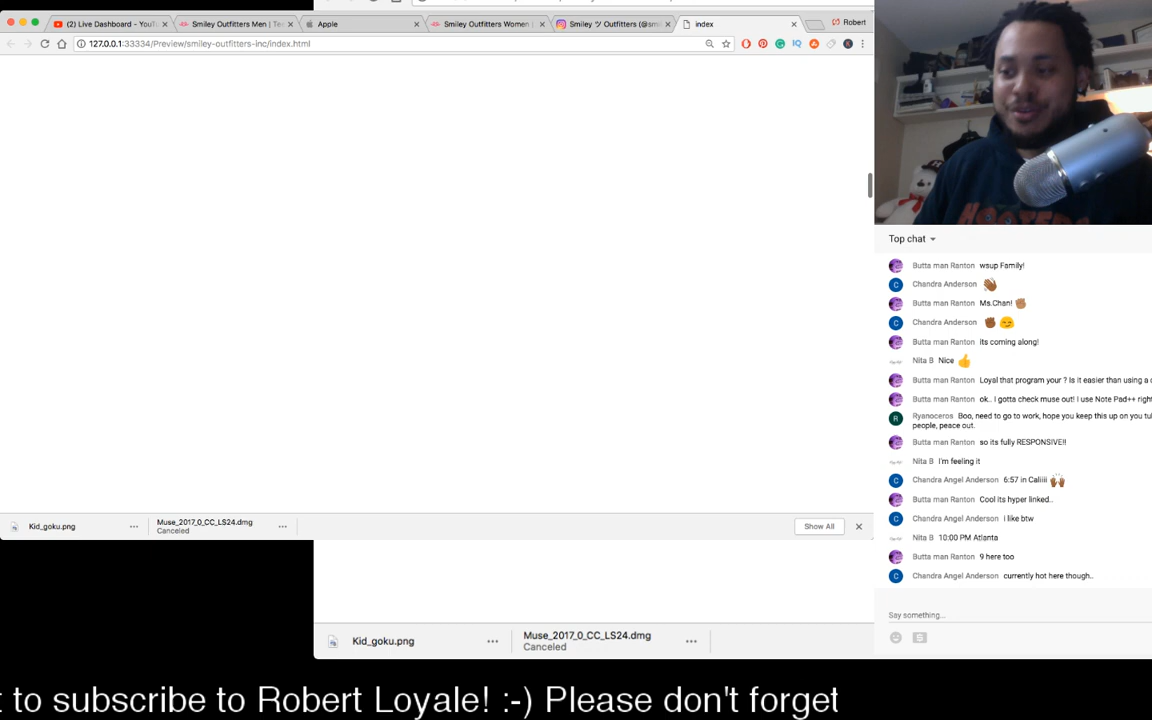 (2) Live Dashboard - YouT
Smiley Outfitters Men | Te
Apple
Smiley Outfitters Women |
Smiley ツ Outfitters (@smi
index
Robert
127.0.0.1:33334/Preview/smiley-outfitters-inc/index.html
Top chat
Butta man Ranton wsup Family!
Chandra Anderson 👋🏾
Butta man Ranton Ms.Chan! ✊🏽
Chandra Anderson ✊🏾 😊
Butta man Ranton its coming along!
Nita B Nice 👍
Butta man Ranton Loyal that program your ? Is it easier than using a
Butta man Ranton ok.. I gotta check muse out! I use Note Pad++ right
Ryanoceros Boo, need to go to work, hope you keep this up on you tu
people, peace out.
Butta man Ranton so its fully RESPONSIVE!!
Nita B I'm feeling it
Chandra Angel Anderson 6:57 in Caliiii 🙌🏾
Butta man Ranton Cool its hyper linked..
Chandra Angel Anderson i like btw
Nita B 10:00 PM Atlanta
Butta man Ranton 9 here too
Chandra Angel Anderson currently hot here though..
Say something...
Kid_goku.png
Muse_2017_0_CC_LS24.dmg
Canceled
Show All
Kid_goku.png
Muse_2017_0_CC_LS24.dmg
Canceled
t to subscribe to Robert Loyale! :-) Please don't forget